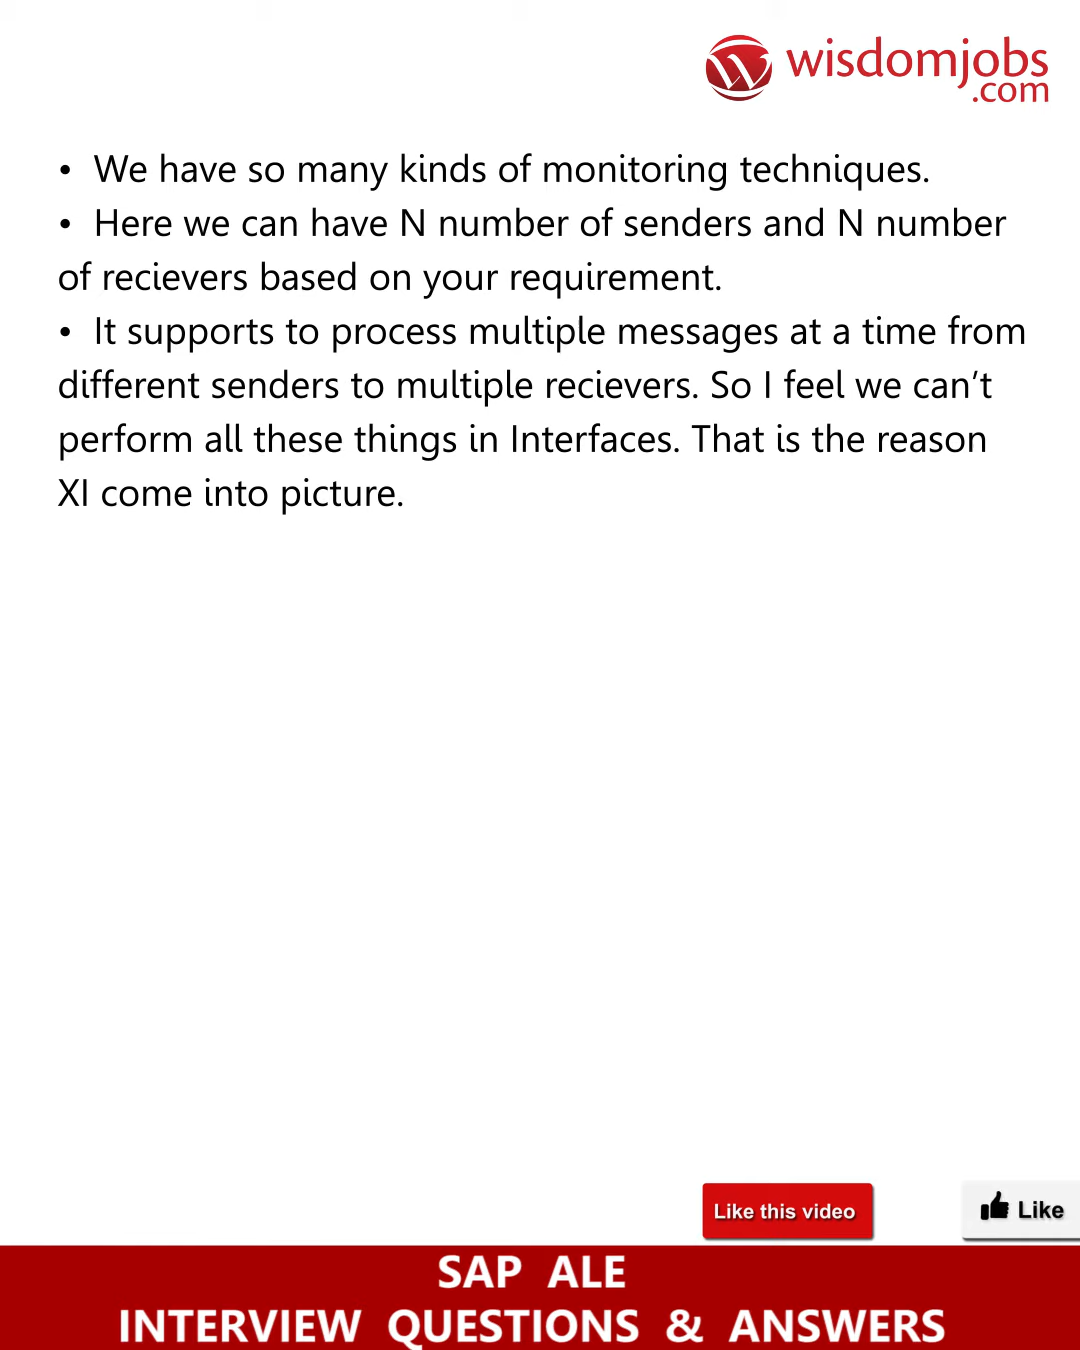 wisdomjobs
.com
• We have so many kinds of monitoring techniques.
• Here we can have N number of senders and N number
of recievers based on your requirement.
• It supports to process multiple messages at a time from
different senders to multiple recievers. So I feel we can’t
perform all these things in Interfaces. That is the reason
XI come into picture.
Like this video
Like
SAP ALE
INTERVIEW QUESTIONS & ANSWERS